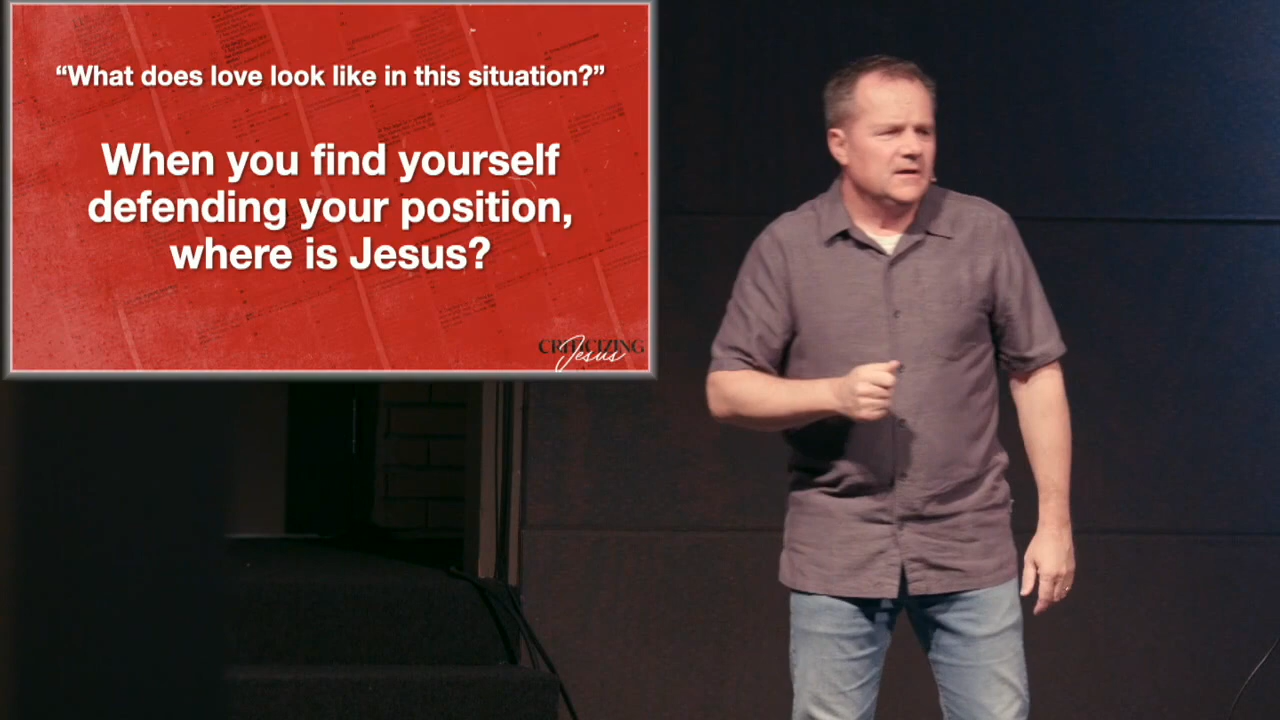 “What does love look like in this situation?”
When you find yourself
defending your position,
where is Jesus?
CRITICIZING
Jesus